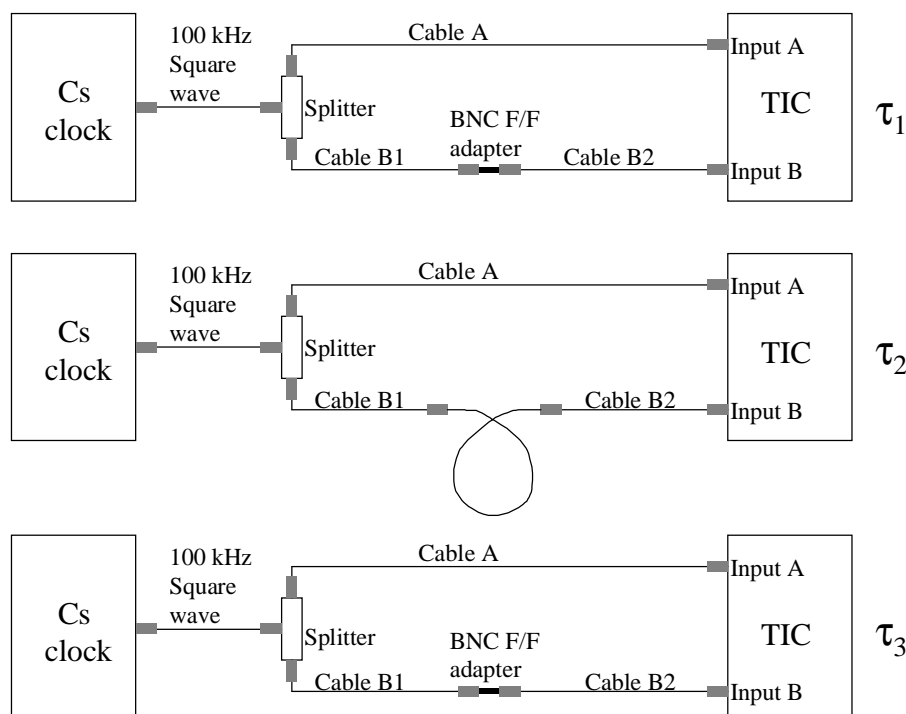 Cs
clock
100 kHz
Square
wave
Splitter
Cable A
Cable B1
BNC F/F
adapter
Cable B2
Input A
TIC
Input B
τ1
Cs
clock
100 kHz
Square
wave
Splitter
Cable A
Cable B1
Cable B2
Input A
TIC
Input B
τ2
Cs
clock
100 kHz
Square
wave
Splitter
Cable A
Cable B1
BNC F/F
adapter
Cable B2
Input A
TIC
Input B
τ3